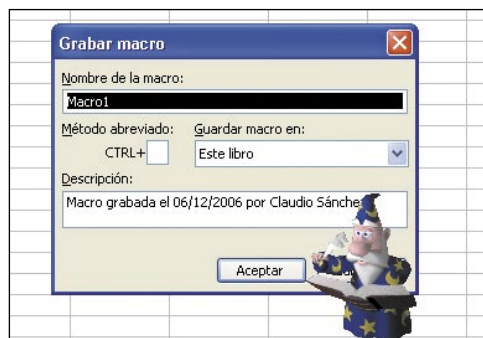 Grabar macro
Nombre de la macro:
Macro1
Método abreviado: Guardar macro en:
CTRL+ Este libro
Descripción:
Macro grabada el 06/12/2006 por Claudio
Aceptar